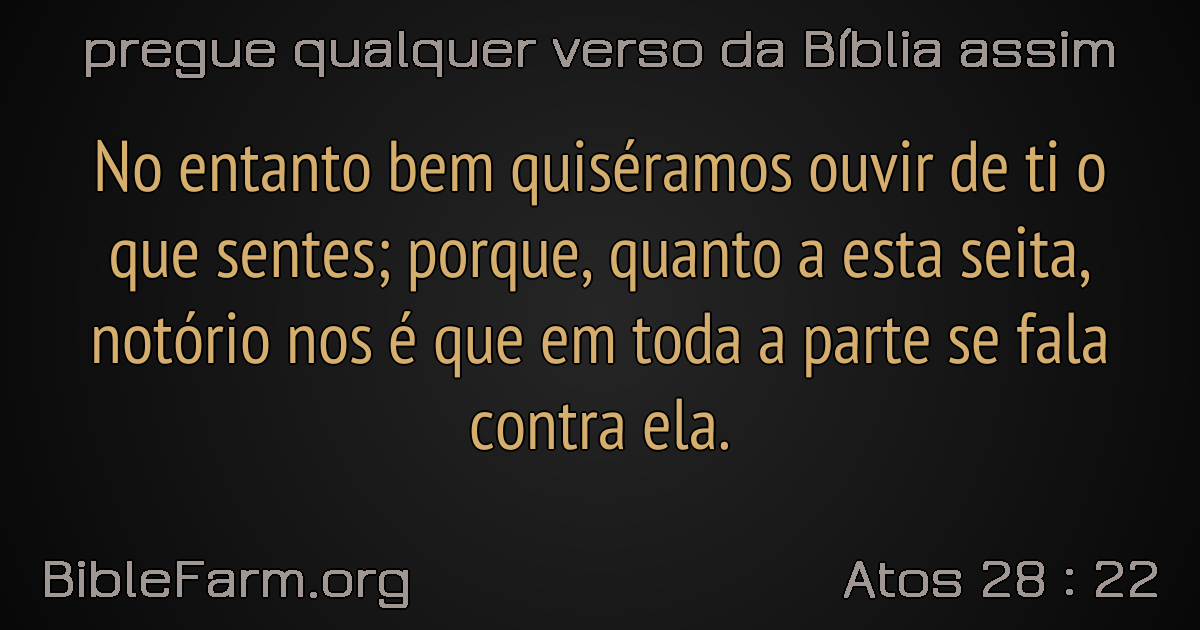 pregue qualquer verso da Bíblia assim
No entanto bem quiséramos ouvir de ti o
que sentes; porque, quanto a esta seita,
notório nos é que em toda a parte se fala
contra ela.
BibleFarm.org
Atos 28 : 22